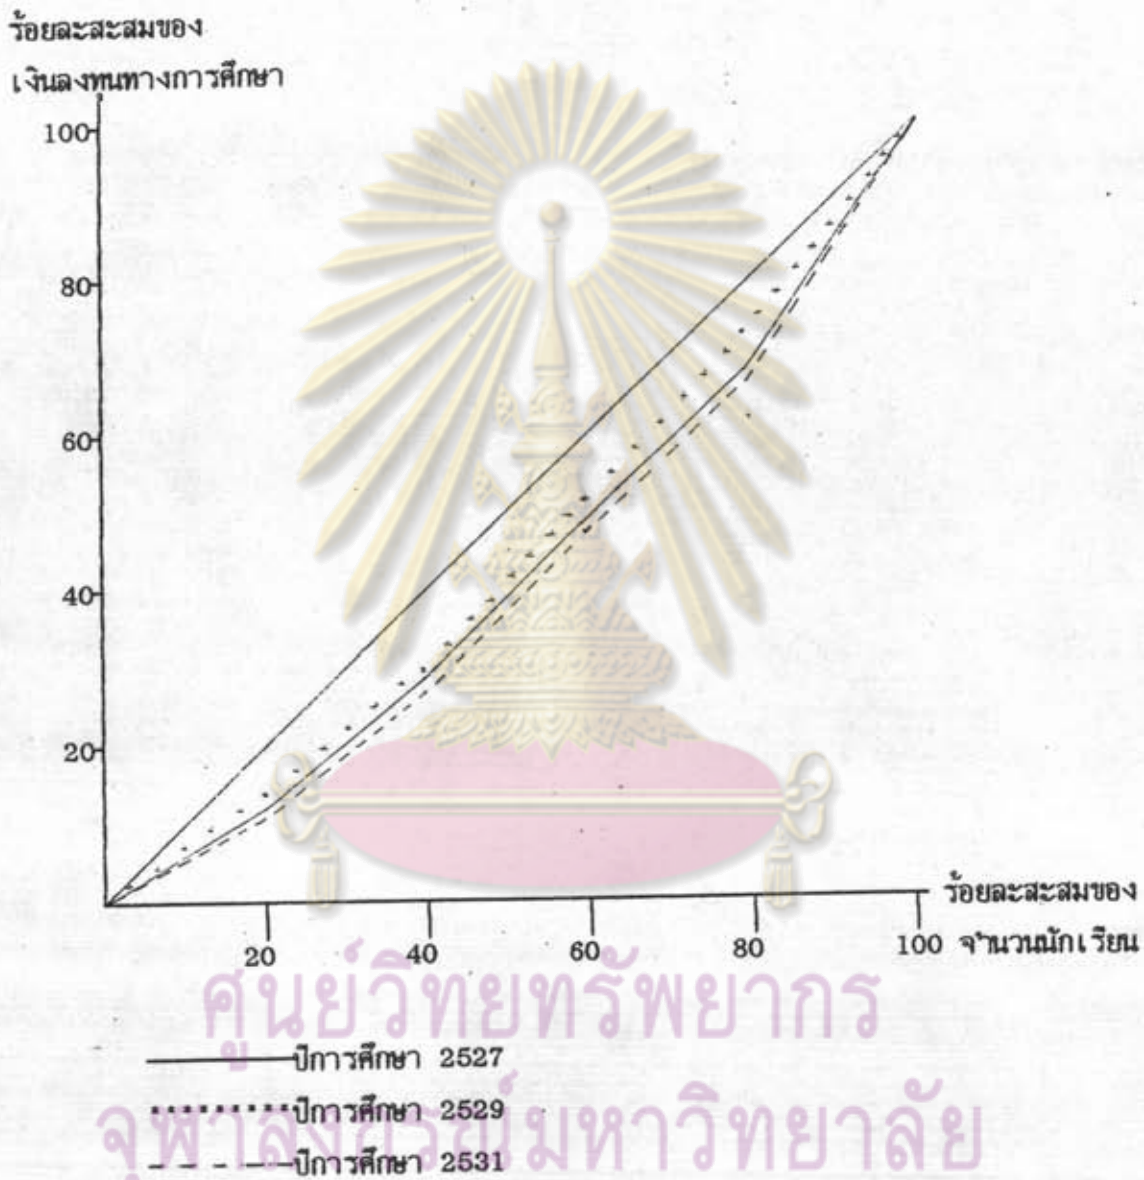 ร้อยละสะสมของ
เงินลงทุนทางการศึกษา
100
80
60
40
20
20 40 60 80 100
ร้อยละสะสมของ
จำนวนนักเรียน
ศูนย์วิทยทรัพยากร
ปีการศึกษา 2527
ปีการศึกษา 2529
จุฬาลงกรณ์มหาวิทยาลัย
ปีการศึกษา 2531